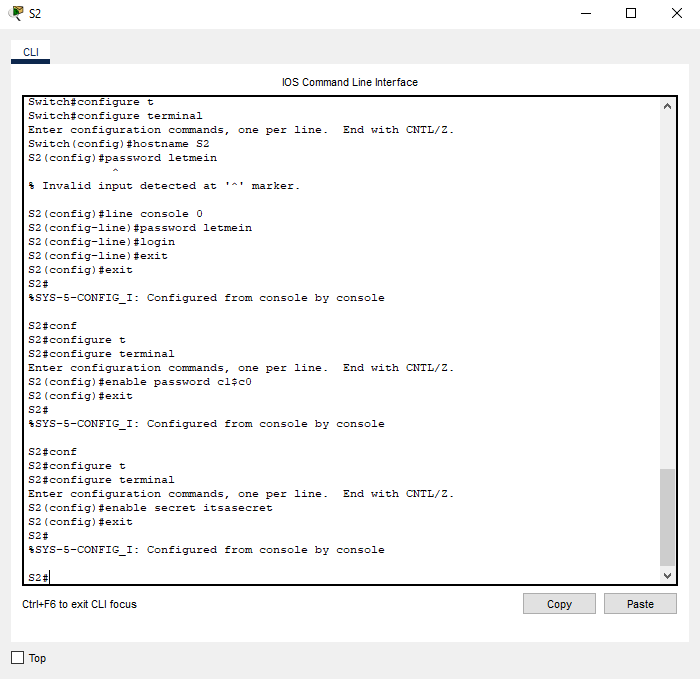 S2
CLI
IOS Command Line Interface
Switch#configure t
Switch#configure terminal
Enter configuration commands, one per line.  End with CNTL/Z.
Switch(config)#hostname S2
S2(config)#password letmein
            ^
% Invalid input detected at '^' marker.
S2(config)#line console 0
S2(config-line)#password letmein
S2(config-line)#login
S2(config-line)#exit
S2(config)#exit
S2#
%SYS-5-CONFIG_I: Configured from console by console
S2#conf
S2#configure t
S2#configure terminal
Enter configuration commands, one per line.  End with CNTL/Z.
S2(config)#enable password cl$c0
S2(config)#exit
S2#
%SYS-5-CONFIG_I: Configured from console by console
S2#conf
S2#configure t
S2#configure terminal
Enter configuration commands, one per line.  End with CNTL/Z.
S2(config)#enable secret itsasecret
S2(config)#exit
S2#
%SYS-5-CONFIG_I: Configured from console by console
S2#
Ctrl+F6 to exit CLI focus
Copy
Paste
Top